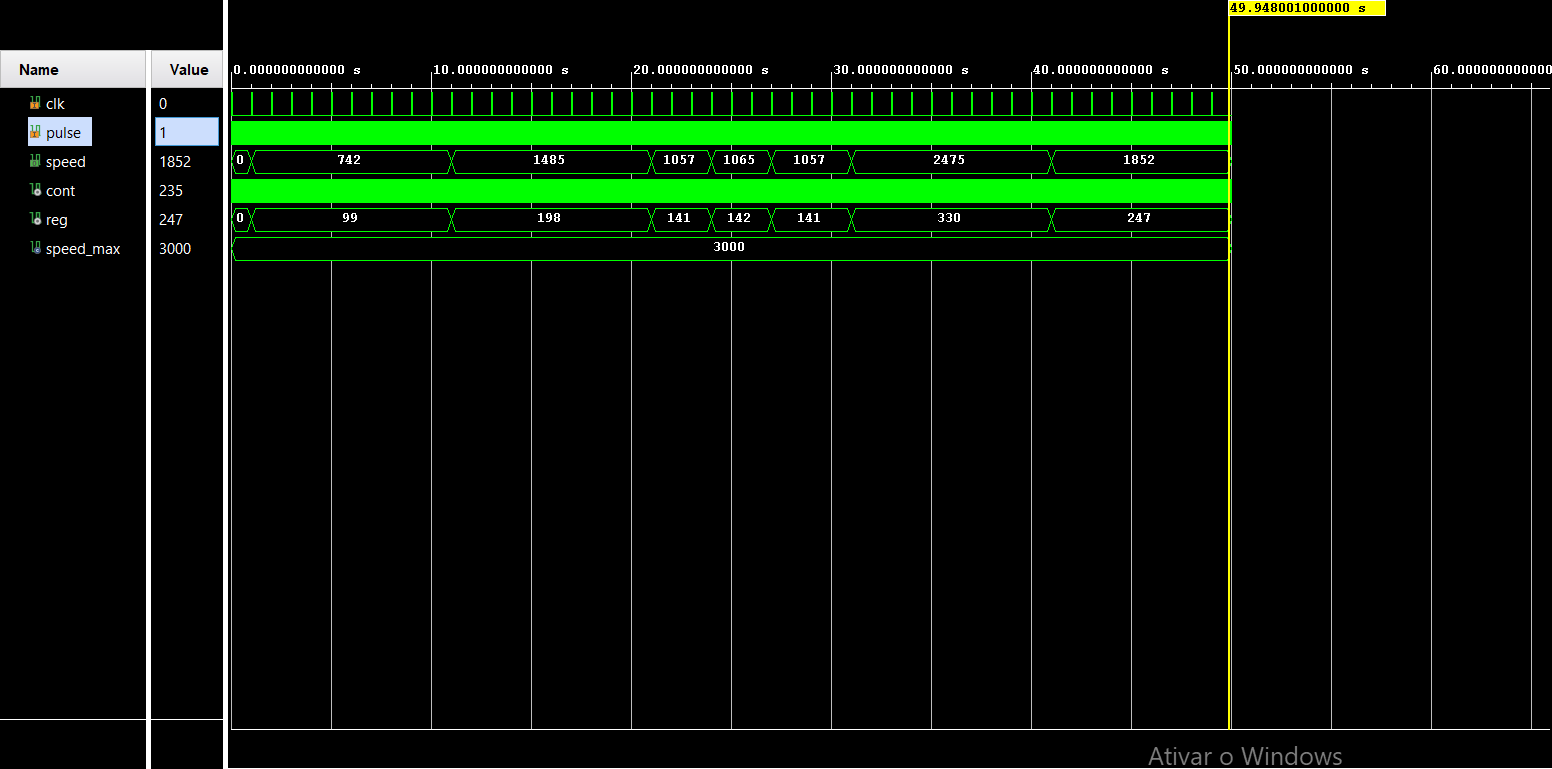 49.948001000000 s
Name Value
0.000000000000 s 10.000000000000 s 20.000000000000 s 30.000000000000 s 40.000000000000 s 50.000000000000 s 60.00000000000
clk 0
pulse 1
speed 1852 0 742 1485 1057 1065 1057 2475 1852
cont 235
reg 247 0 99 198 141 142 141 330 247
speed_max 3000 3000
Ativar o Windows